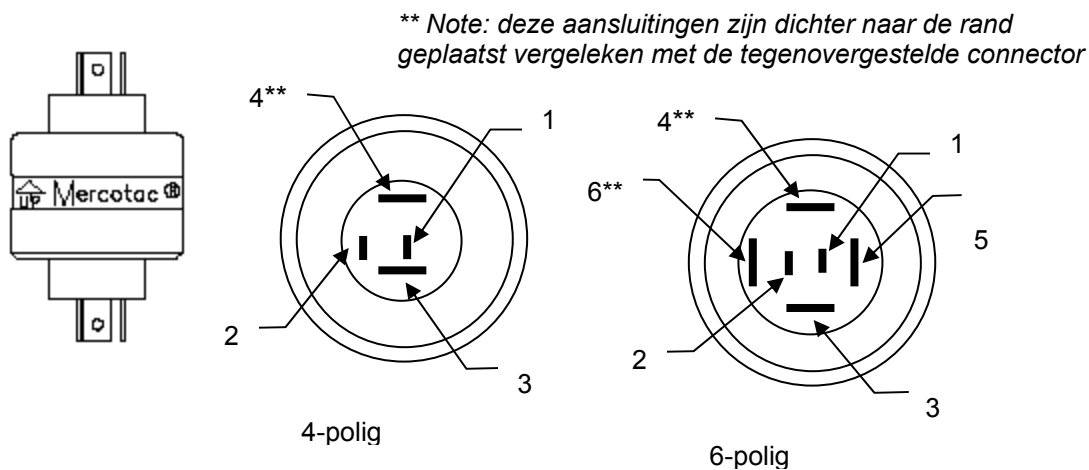 ** Note: deze aansluitingen zijn dichter naar de rand
geplaatst vergeleken met de tegenovergestelde connector
UP Mercotac ®
4**
1
2
3
4-polig
4**
1
6**
5
2
3
6-polig